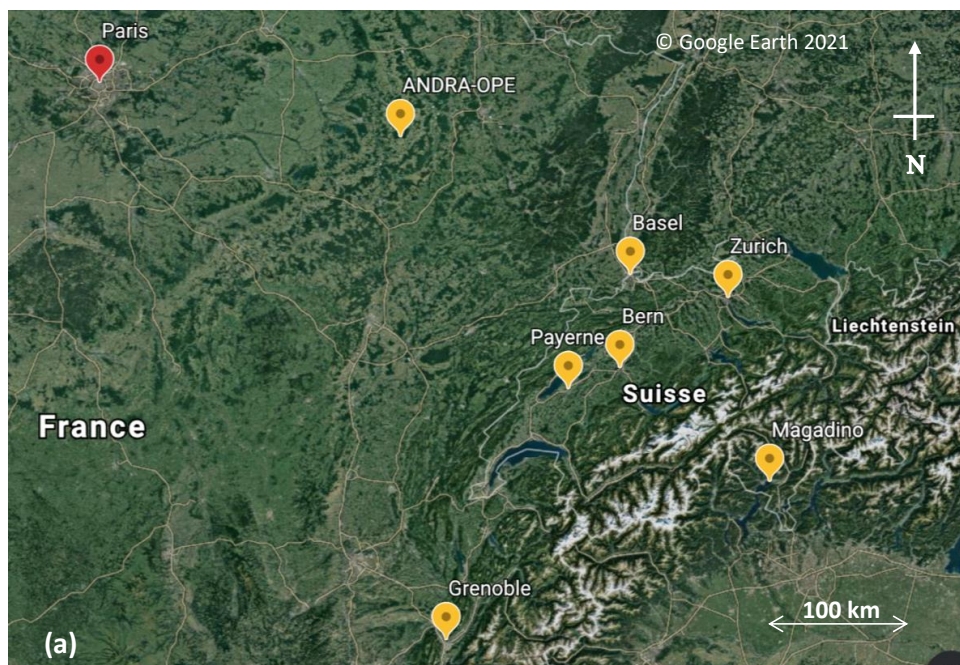 Paris
© Google Earth 2021
ANDRA-OPE
N
Basel
Zurich
Bern
Liechtenstein
Payerne
Suisse
France
Magadino
Grenoble
100 km
(a)